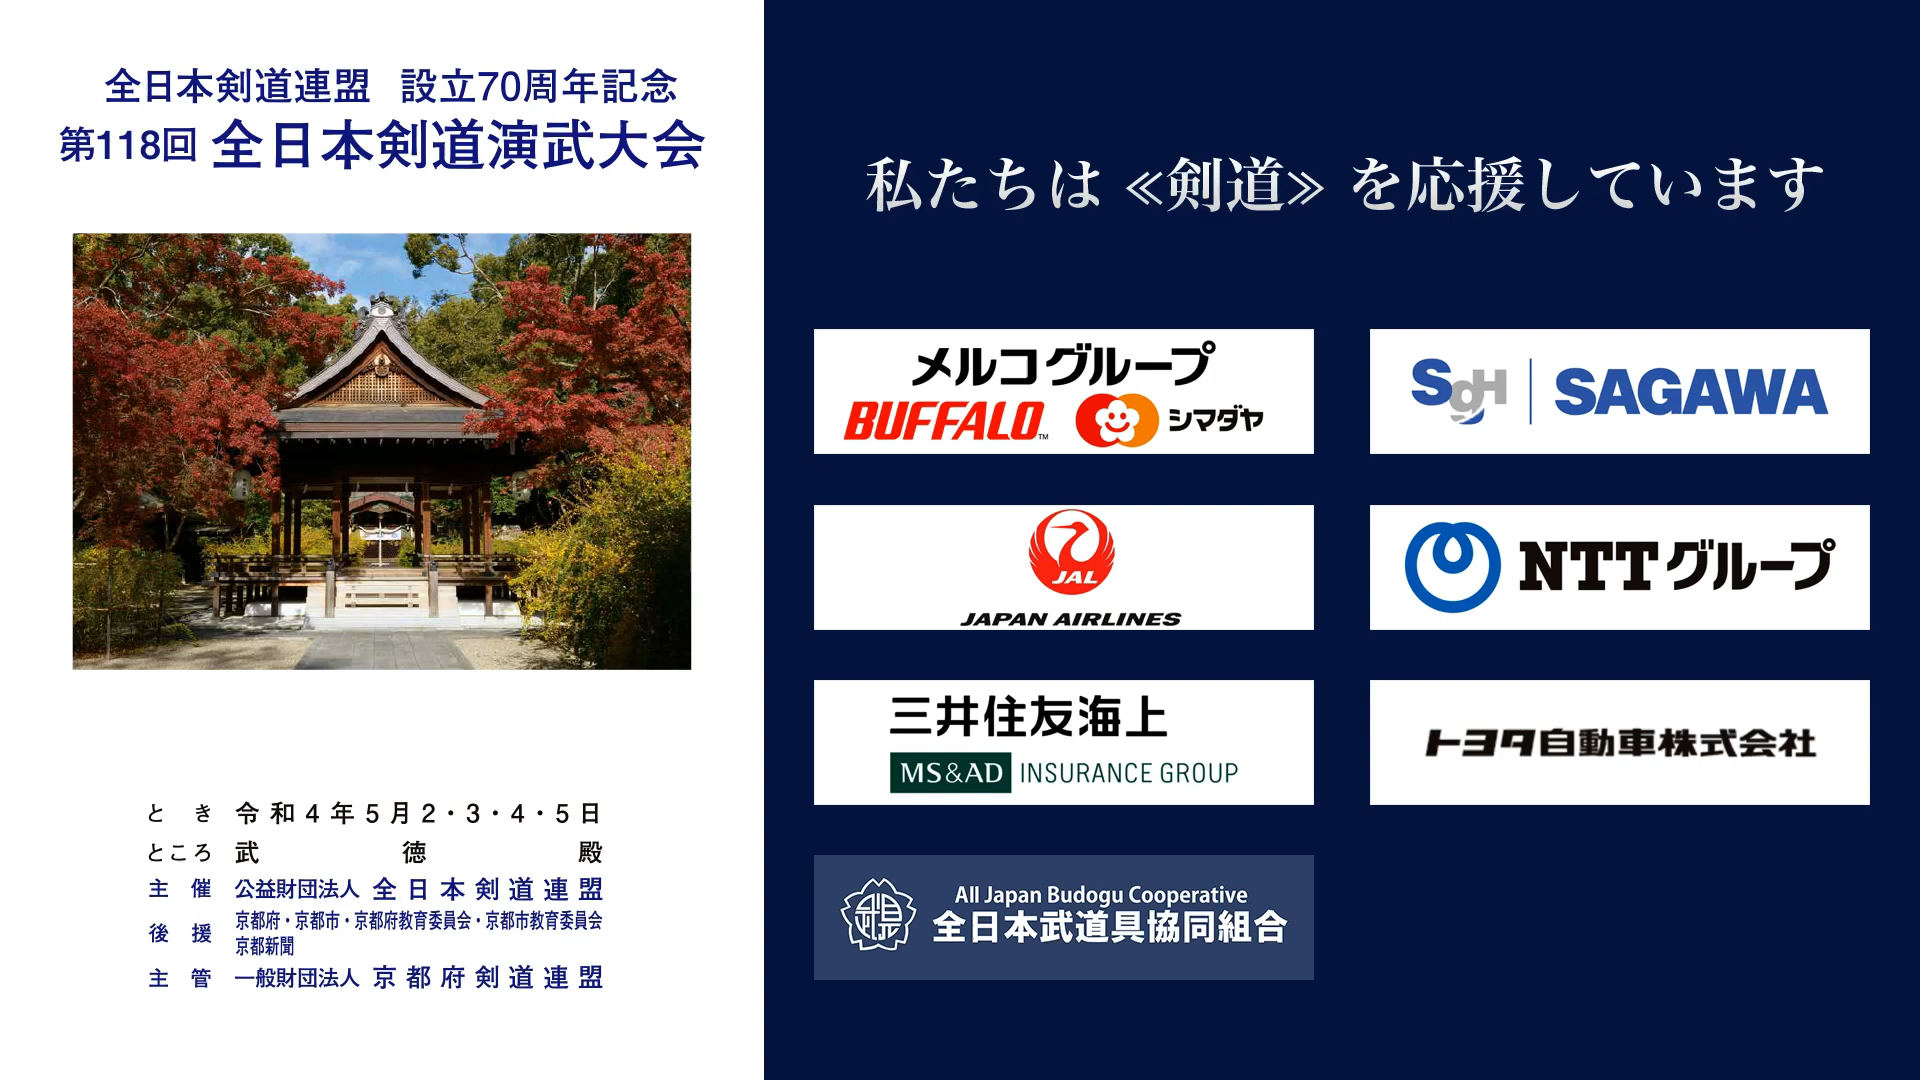 全日本剣道連盟 設立70周年記念
第118回 全日本剣道演武大会
とき 令和4年5月2・3・4・5日
ところ 武徳殿
主催 公益財団法人 全日本剣道連盟
後援 京都府・京都市・京都府教育委員会・京都市教育委員会
京都新聞
主管 一般財団法人 京都府剣道連盟
私たちは ≪剣道≫ を応援しています
メルコグループ
BUFFALO™ シマダヤ
SGH SAGAWA
JAL
JAPAN AIRLINES
NTTグループ
三井住友海上
MS&AD INSURANCE GROUP
トヨタ自動車株式会社
All Japan Budogu Cooperative
全日本武道具協同組合